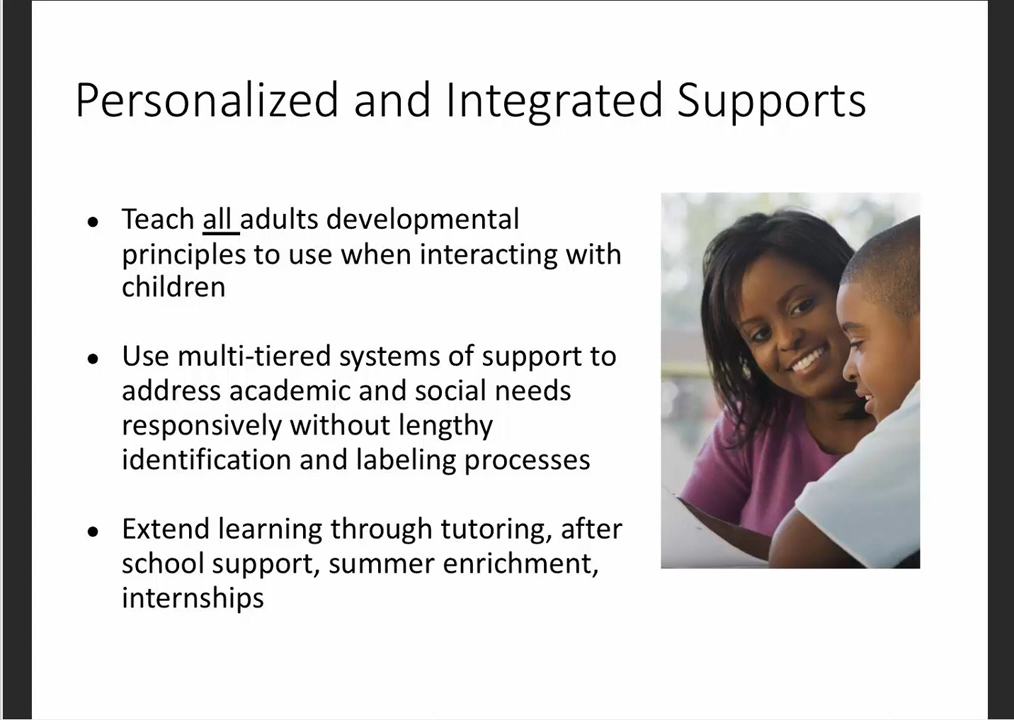 Personalized and Integrated Supports
• Teach all adults developmental
principles to use when interacting with
children
• Use multi-tiered systems of support to
address academic and social needs
responsively without lengthy
identification and labeling processes
• Extend learning through tutoring, after
school support, summer enrichment,
internships